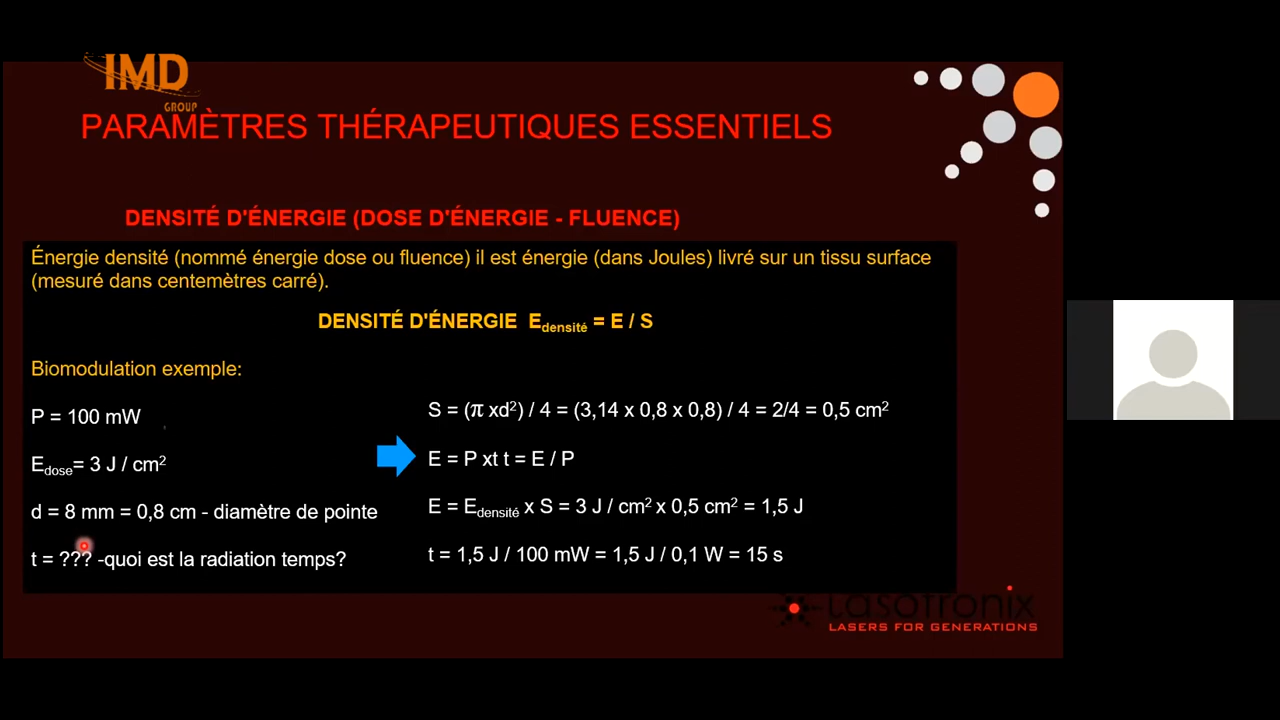 IMD
GROUP
PARAMÈTRES THÉRAPEUTIQUES ESSENTIELS
DENSITÉ D'ÉNERGIE (DOSE D'ÉNERGIE - FLUENCE)
Énergie densité (nommé énergie dose ou fluence) il est énergie (dans Joules) livré sur un tissu surface
(mesuré dans centemètres carré).
DENSITÉ D'ÉNERGIE E_densité = E / S
Biomodulation exemple:
P = 100 mW
E_dose= 3 J / cm²
d = 8 mm = 0,8 cm - diamètre de pointe
t = ??? -quoi est la radiation temps?
S = (π xd²) / 4 = (3,14 x 0,8 x 0,8) / 4 = 2/4 = 0,5 cm²
E = P xt t = E / P
E = E_densité x S = 3 J / cm² x 0,5 cm² = 1,5 J
t = 1,5 J / 100 mW = 1,5 J / 0,1 W = 15 s
Lasotronix
LASERS FOR GENERATIONS